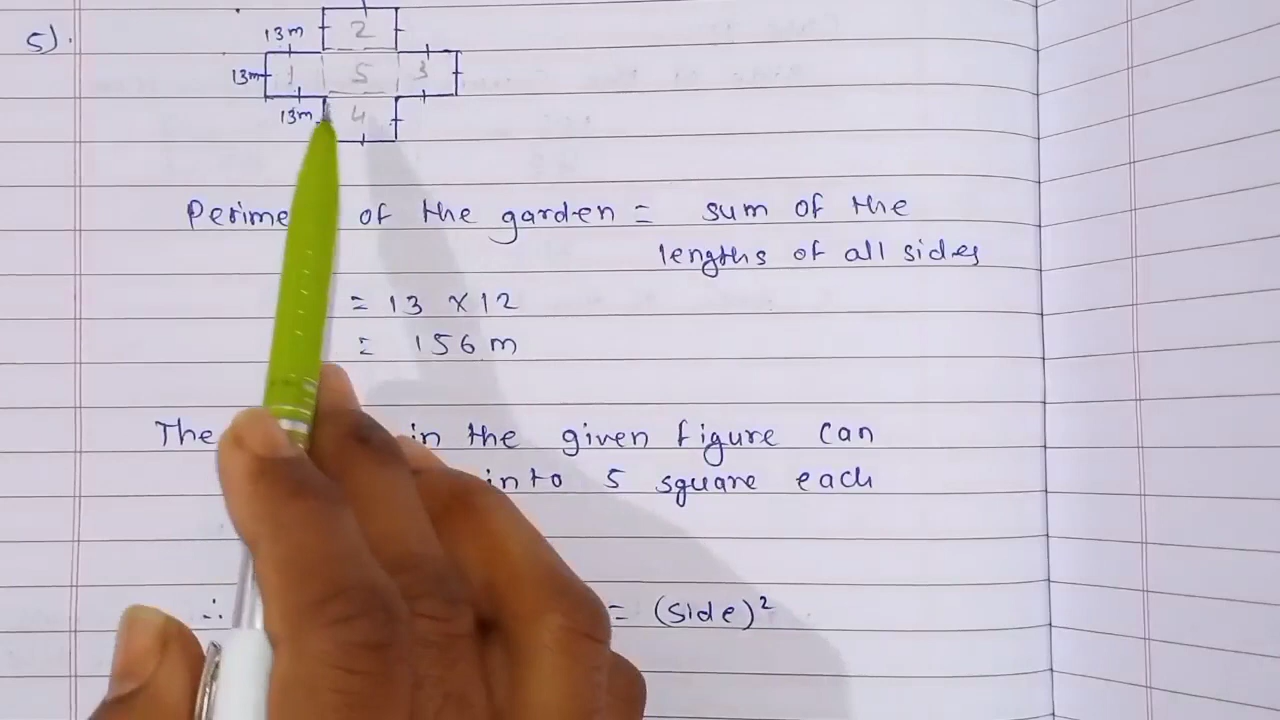 5).
13m 2
13m 1 5 3
13m 4
of the garden = sum of the
lengths of all sides
= 13 x 12
= 156 m
The in the given figure can
into 5 square each
∴ = (side)²